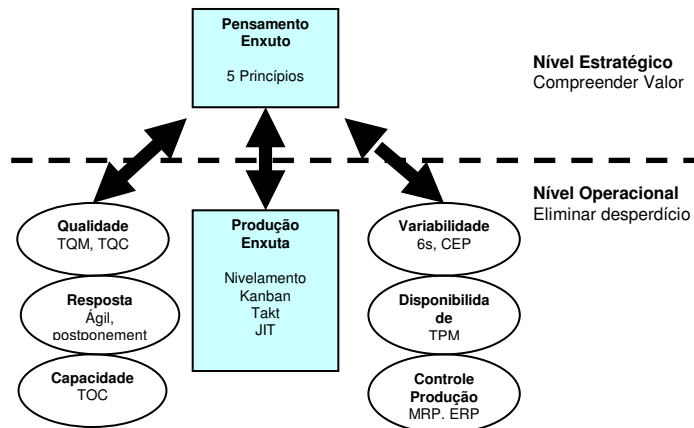 Pensamento
Enxuto
5 Princípios
Nível Estratégico
Compreender Valor
Nível Operacional
Eliminar desperdício
Qualidade
TQM, TQC
Resposta
Ágil,
postponement
Capacidade
TOC
Produção
Enxuta
Nivelamento
Kanban
Takt
JIT
Variabilidade
6s, CEP
Disponibilida
de
TPM
Controle
Produção
MRP. ERP